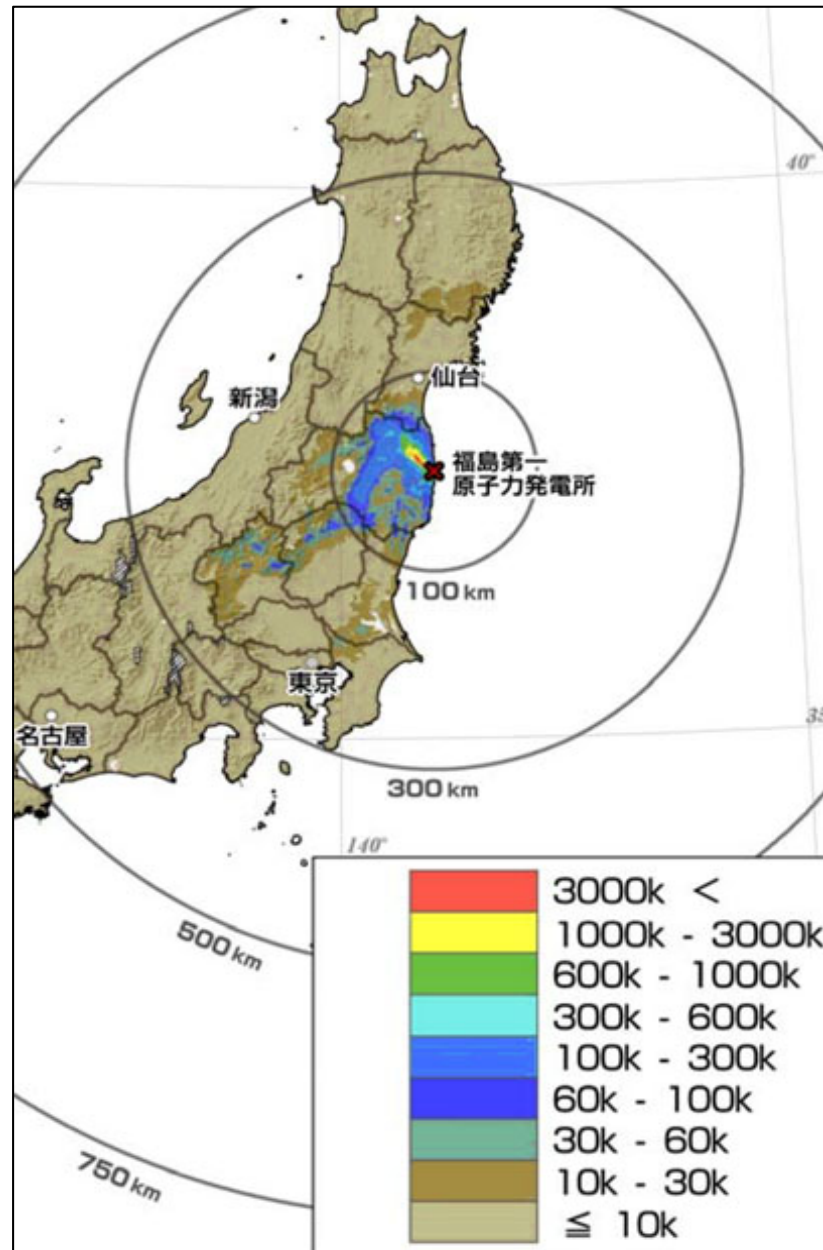 40°
仙台
新潟
福島第一
原子力発電所
100 km
東京
名古屋
35
300 km
140°
500 km
750 km
3000k <
1000k - 3000k
600k - 1000k
300k - 600k
100k - 300k
60k - 100k
30k - 60k
10k - 30k
≦ 10k